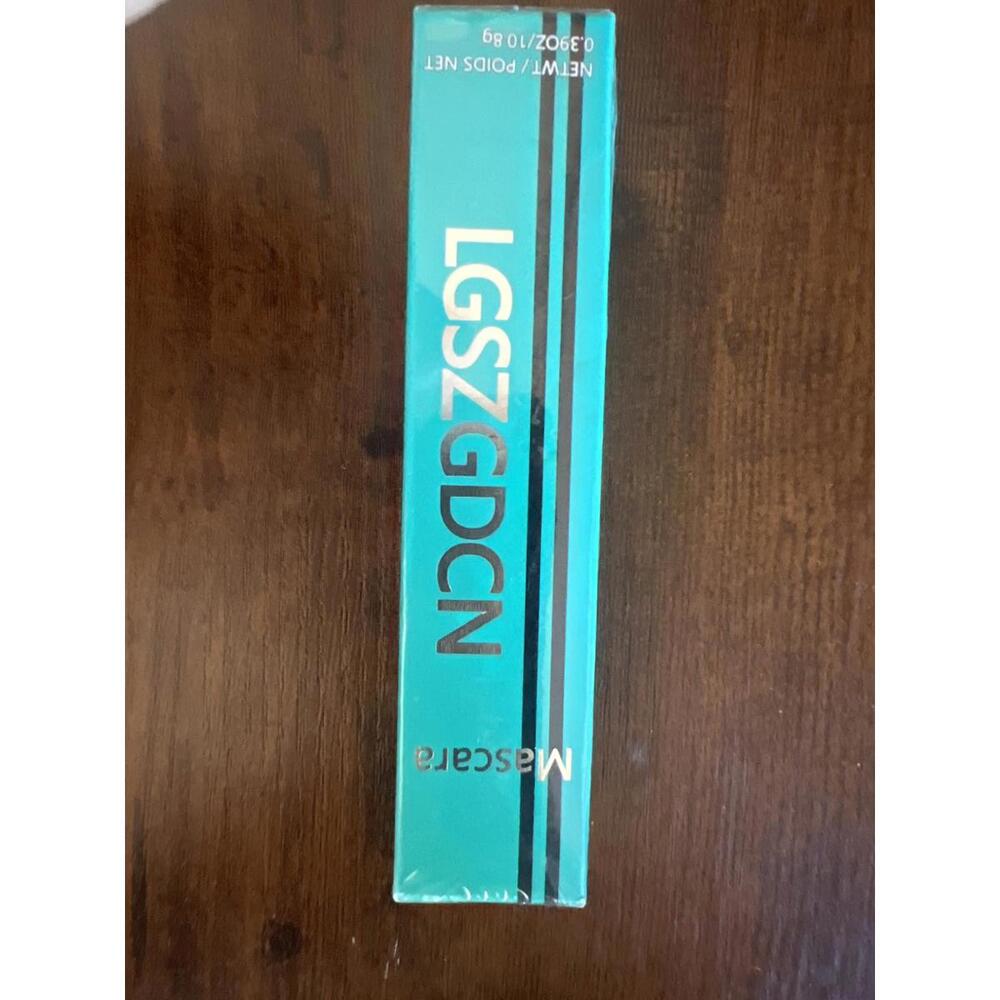 Mascara
LGSZGDCN
NETWT / POIDS NET
0.39OZ/10.8g